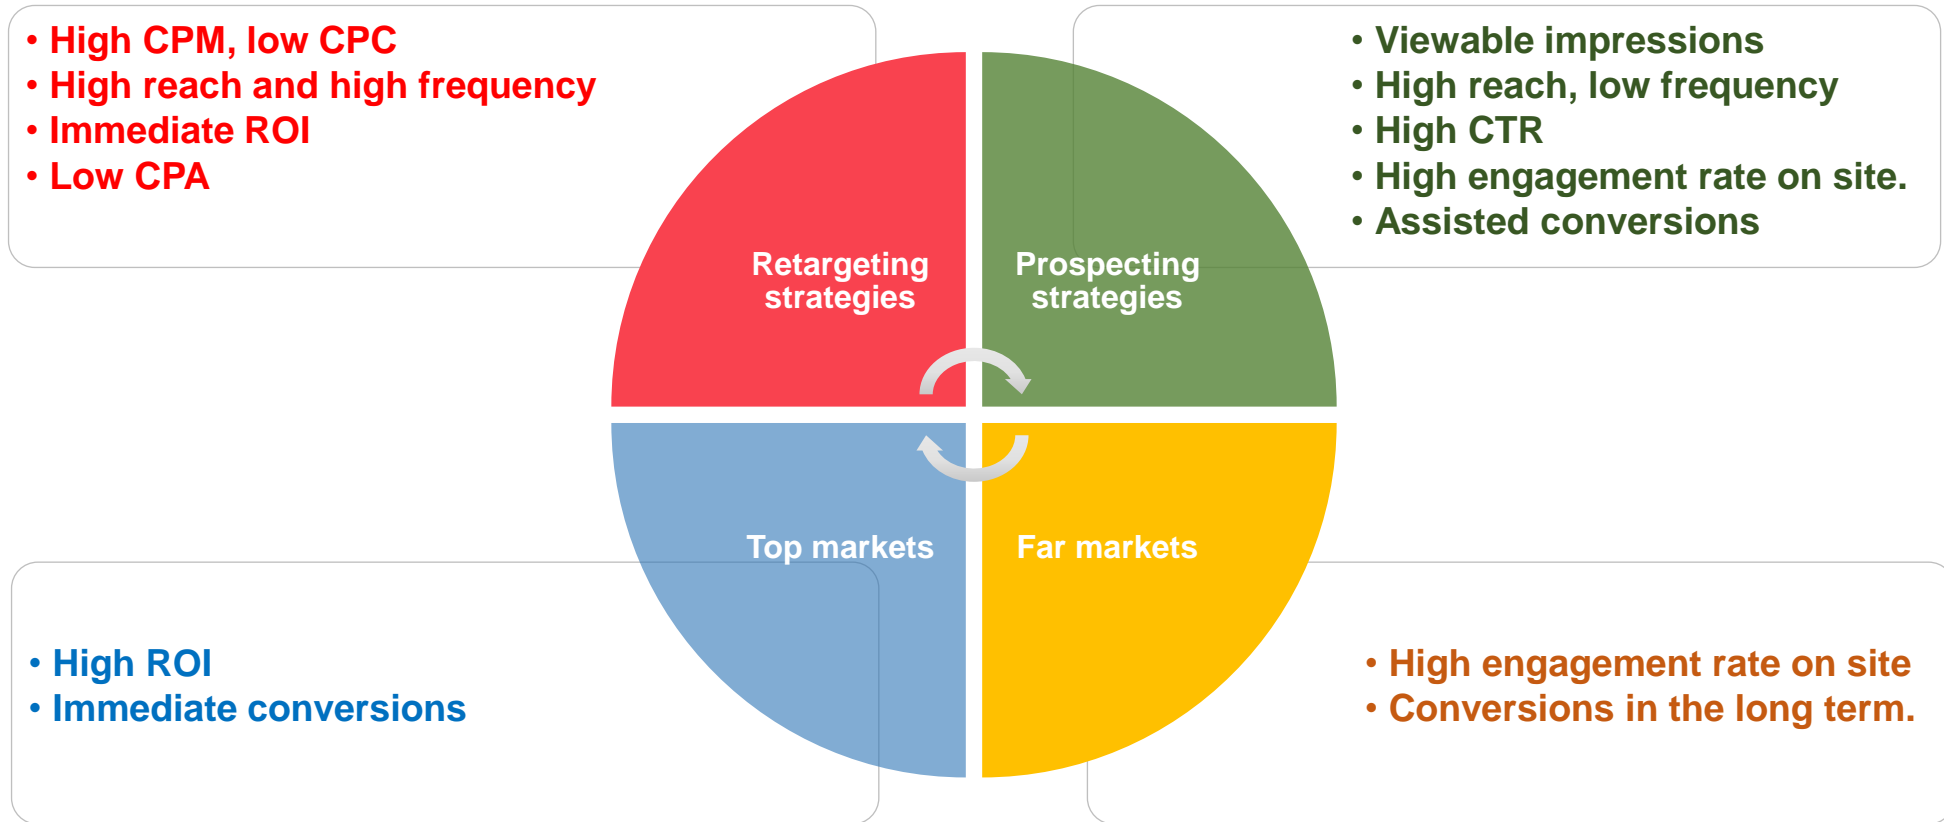 • High CPM, low CPC
• High reach and high frequency
• Immediate ROI
• Low CPA
• Viewable impressions
• High reach, low frequency
• High CTR
• High engagement rate on site.
• Assisted conversions
Retargeting
strategies
Prospecting
strategies
Top markets
Far markets
• High ROI
• Immediate conversions
• High engagement rate on site
• Conversions in the long term.